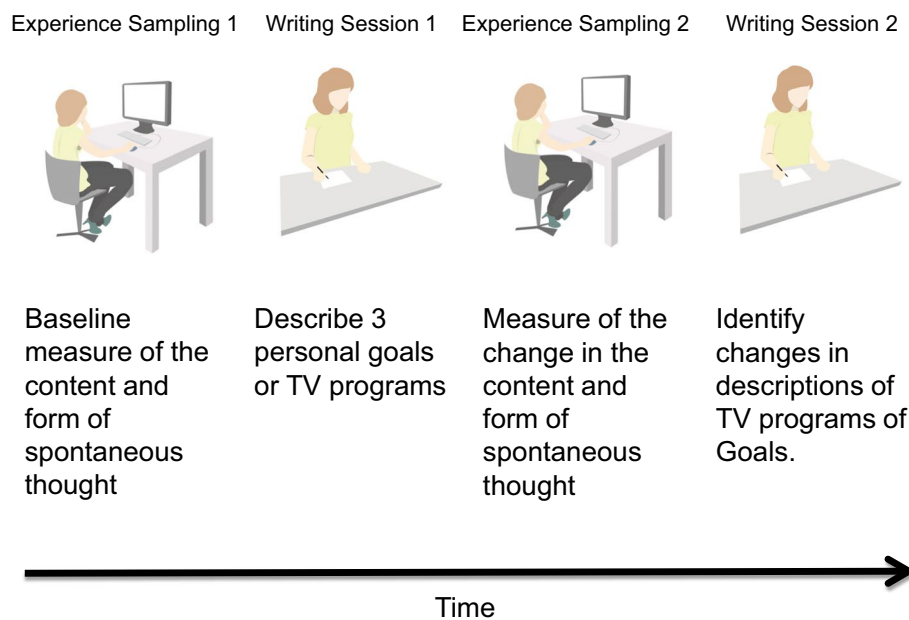 Experience Sampling 1
Writing Session 1
Experience Sampling 2
Writing Session 2
Baseline
measure of the
content and
form of
spontaneous
thought
Describe 3
personal goals
or TV programs
Measure of the
change in the
content and
form of
spontaneous
thought
Identify
changes in
descriptions of
TV programs of
Goals.
Time